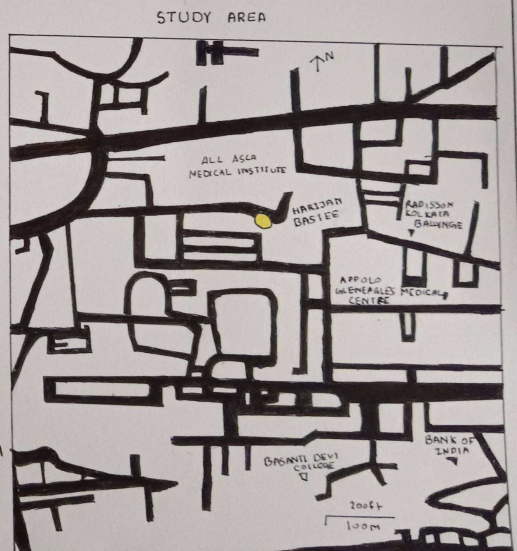 STUDY AREA
N
ALL ASCA
MEDICAL INSTITUTE
HARIJAN
BASTEE
RADISSON
KOLKATA
BALLYNGE
APPOLO
GLENEAGLES MEDICAL
CENTRE
BASANTI DEVI
COLLEGE
BANK OF
INDIA
200ft
100M